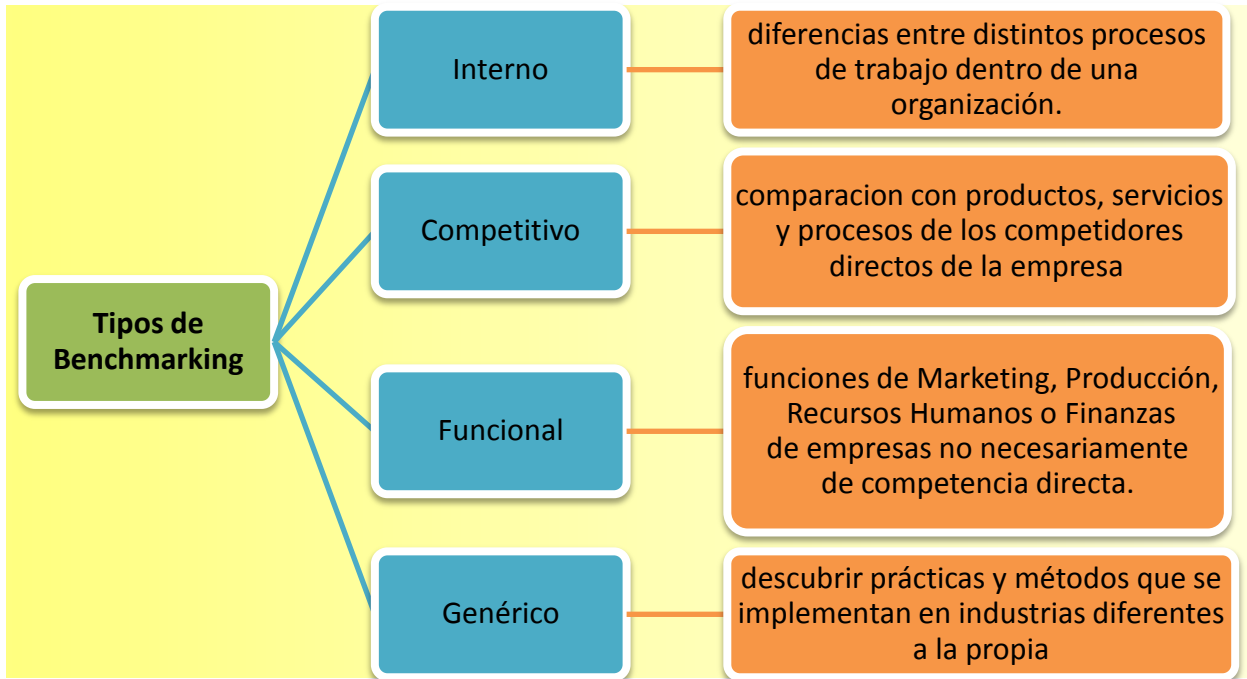 Tipos de
Benchmarking
Interno
diferencias entre distintos procesos
de trabajo dentro de una
organización.
Competitivo
comparacion con productos, servicios
y procesos de los competidores
directos de la empresa
Funcional
funciones de Marketing, Producción,
Recursos Humanos o Finanzas
de empresas no necesariamente
de competencia directa.
Genérico
descubrir prácticas y métodos que se
implementan en industrias diferentes
a la propia